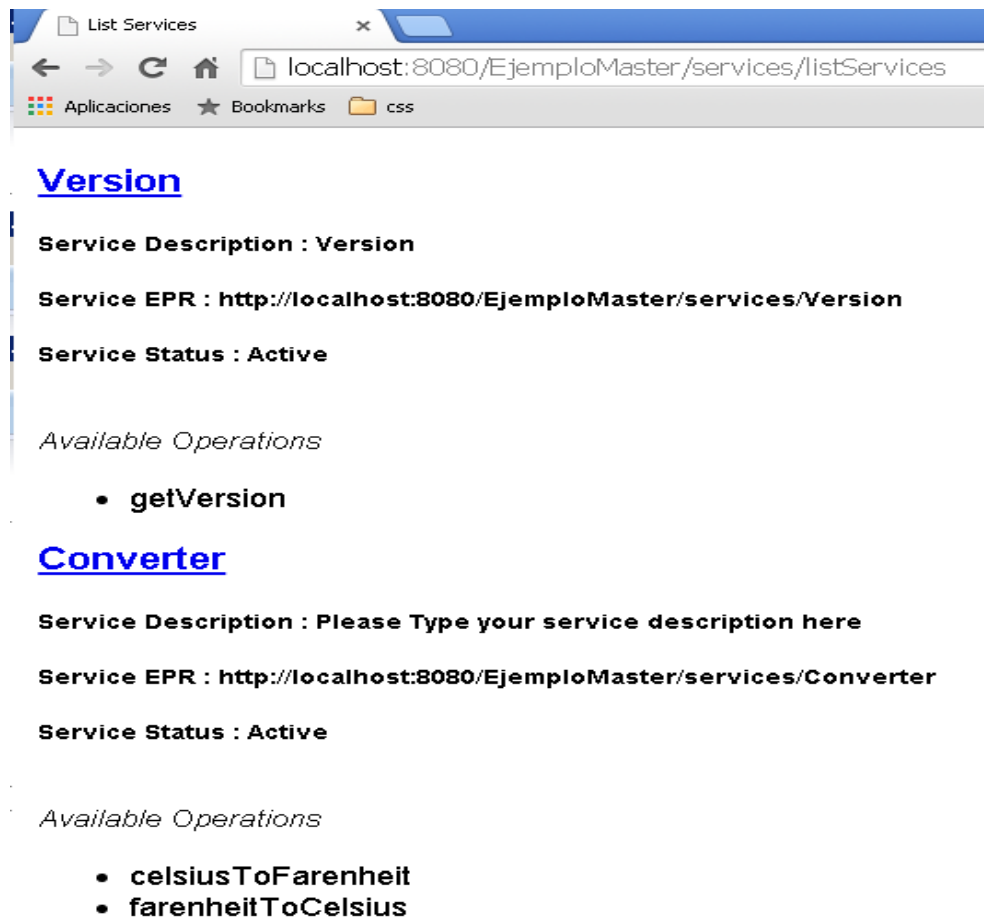 List Services
localhost:8080/EjemploMaster/services/listServices
Aplicaciones Bookmarks css
Version
Service Description : Version
Service EPR : http://localhost:8080/EjemploMaster/services/Version
Service Status : Active
Available Operations
• getVersion
Converter
Service Description : Please Type your service description here
Service EPR : http://localhost:8080/EjemploMaster/services/Converter
Service Status : Active
Available Operations
• celsiusToFarenheit
• farenheitToCelsius